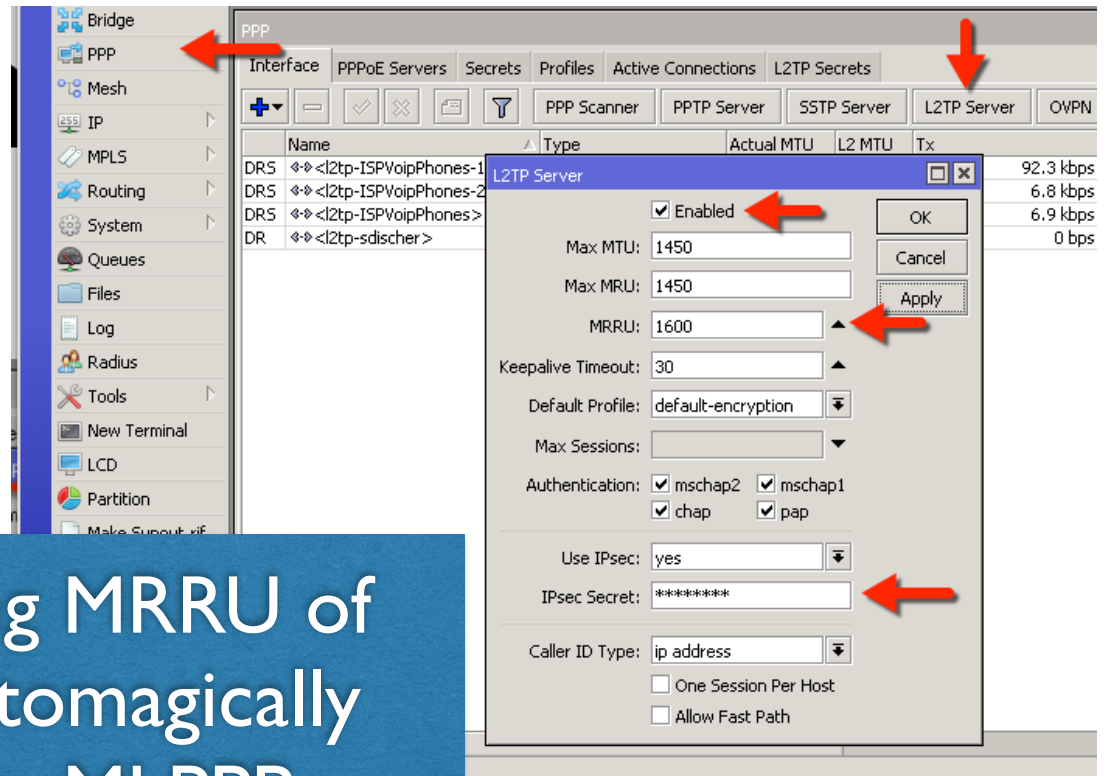 Bridge
PPP
Mesh
255 IP
MPLS
Routing
System
Queues
Files
Log
Radius
Tools
New Terminal
LCD
Partition
Make Supout.rif
PPP
Interface PPPoE Servers Secrets Profiles Active Connections L2TP Secrets
PPP Scanner PPTP Server SSTP Server L2TP Server OVPN
Name Type Actual MTU L2 MTU Tx
DRS <l2tp-ISPVoipPhones-1 92.3 kbps
DRS <l2tp-ISPVoipPhones-2 6.8 kbps
DRS <l2tp-ISPVoipPhones> 6.9 kbps
DR <l2tp-sdischer> 0 bps
L2TP Server
Enabled
OK
Max MTU: 1450
Cancel
Max MRU: 1450
Apply
MRRU: 1600
Keepalive Timeout: 30
Default Profile: default-encryption
Max Sessions:
Authentication: mschap2 mschap1
chap pap
Use IPsec: yes
IPsec Secret: ********
Caller ID Type: ip address
One Session Per Host
Allow Fast Path
g MRRU of
tomagically
MLPPP